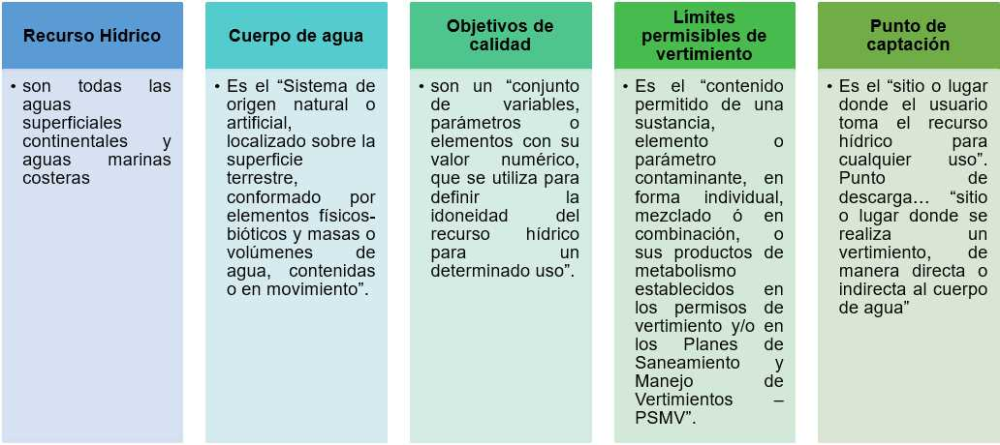 Recurso Hídrico
• son todas las
aguas
superficiales
continentales y
aguas marinas
costeras
Cuerpo de agua
• Es el “Sistema de
origen natural o
artificial,
localizado sobre la
superficie
terrestre,
conformado por
elementos físicos-
bióticos y masas o
volúmenes de
agua, contenidas
o en movimiento”.
Objetivos de
calidad
• son un “conjunto
de variables,
parámetros o
elementos con su
valor numérico,
que se utiliza para
definir la
idoneidad del
recurso hídrico
para un
determinado uso”.
Límites
permisibles de
vertimiento
• Es el “contenido
permitido de una
sustancia,
elemento o
parámetro
contaminante, en
forma individual,
mezclado ó en
combinación, o
sus productos de
metabolismo
establecidos en
los permisos de
vertimiento y/o en
los Planes de
Saneamiento y
Manejo de
Vertimientos –
PSMV”.
Punto de
captación
• Es el “sitio o lugar
donde el usuario
toma el recurso
hídrico para
cualquier uso”.
Punto de
descarga… “sitio
o lugar donde se
realiza un
vertimiento, de
manera directa o
indirecta al cuerpo
de agua”